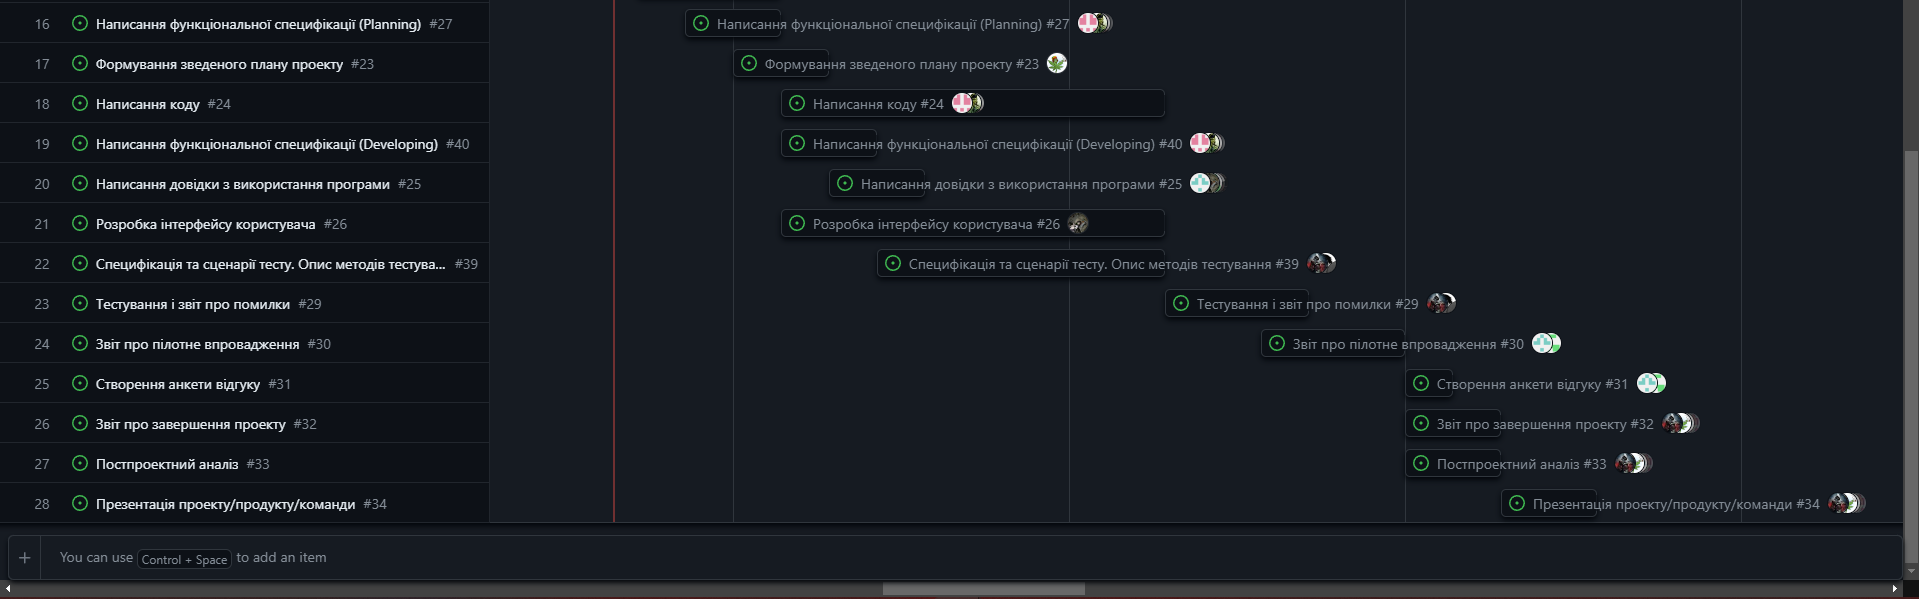 16 Написання функціональної специфікації (Planning) #27 Написання функціональної специфікації (Planning) #27
17 Формування зведеного плану проекту #23 Формування зведеного плану проекту #23
18 Написання коду #24 Написання коду #24
19 Написання функціональної специфікації (Developing) #40 Написання функціональної специфікації (Developing) #40
20 Написання довідки з використання програми #25 Написання довідки з використання програми #25
21 Розробка інтерфейсу користувача #26 Розробка інтерфейсу користувача #26
22 Специфікація та сценарії тесту. Опис методів тестува... #39 Специфікація та сценарії тесту. Опис методів тестування #39
23 Тестування і звіт про помилки #29 Тестування і звіт про помилки #29
24 Звіт про пілотне впровадження #30 Звіт про пілотне впровадження #30
25 Створення анкети відгуку #31 Створення анкети відгуку #31
26 Звіт про завершення проекту #32 Звіт про завершення проекту #32
27 Постпроектний аналіз #33 Постпроектний аналіз #33
28 Презентація проекту/продукту/команди #34 Презентація проекту/продукту/команди #34
You can use Control + Space to add an item